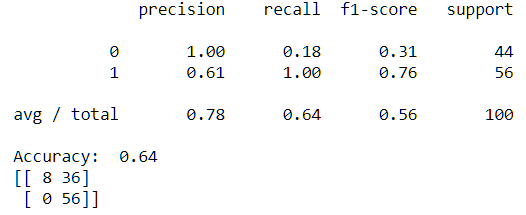 precision recall f1-score support
0 1.00 0.18 0.31 44
1 0.61 1.00 0.76 56
avg / total 0.78 0.64 0.56 100
Accuracy: 0.64
[[ 8 36]
[ 0 56]]